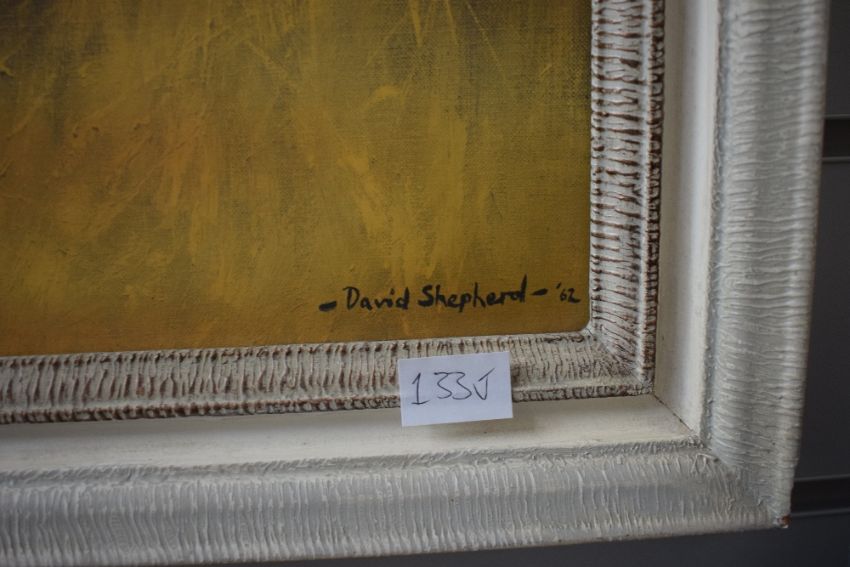 - David Shepherd - '62
133J